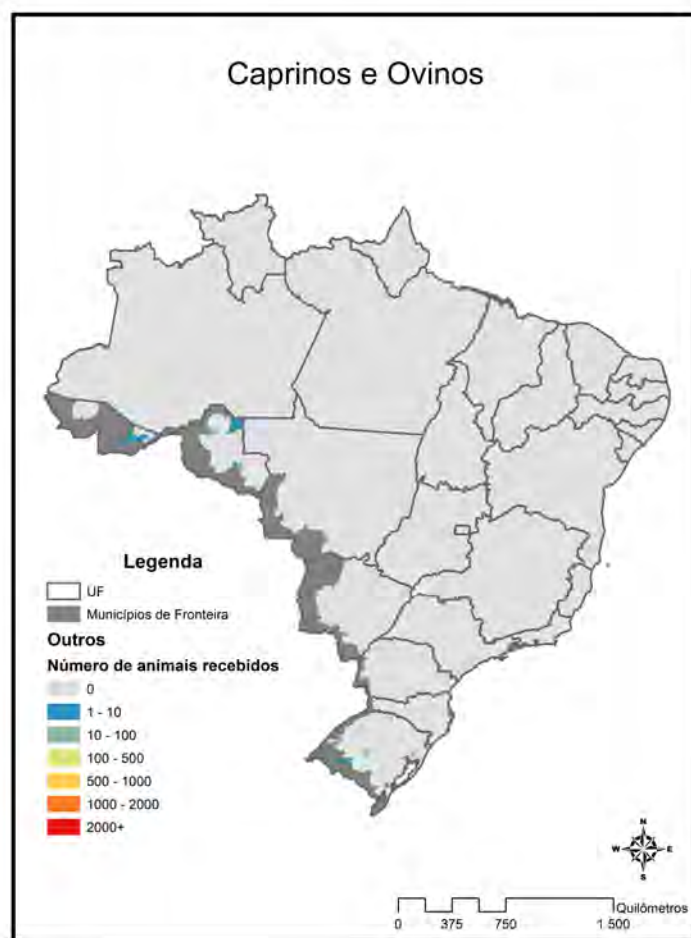 Caprinos e Ovinos
Legenda
UF
Municípios de Fronteira
Outros
Número de animais recebidos
0
1 - 10
10 - 100
100 - 500
500 - 1000
1000 - 2000
2000+
N
W E
S
Quilômetros
0 375 750 1.500